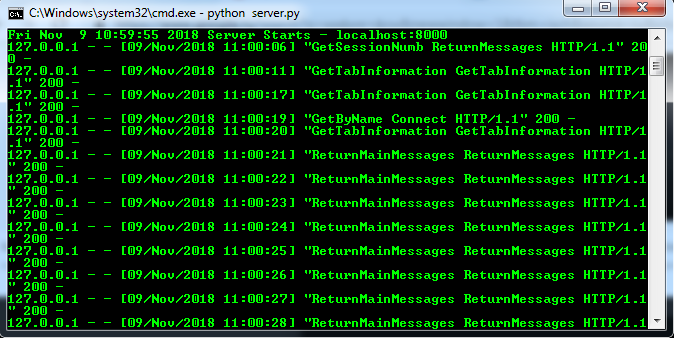 C:\Windows\system32\cmd.exe - python  server.py
Fri Nov  9 10:59:55 2018 Server Starts - localhost:8000
127.0.0.1 - - [09/Nov/2018 11:00:06] "GetSessionNumb ReturnMessages HTTP/1.1" 20
0 -
127.0.0.1 - - [09/Nov/2018 11:00:11] "GetTabInformation GetTabInformation HTTP/1
.1" 200 -
127.0.0.1 - - [09/Nov/2018 11:00:17] "GetTabInformation GetTabInformation HTTP/1
.1" 200 -
127.0.0.1 - - [09/Nov/2018 11:00:19] "GetByName Connect HTTP/1.1" 200 -
127.0.0.1 - - [09/Nov/2018 11:00:20] "GetTabInformation GetTabInformation HTTP/1
.1" 200 -
127.0.0.1 - - [09/Nov/2018 11:00:21] "ReturnMainMessages ReturnMessages HTTP/1.1
" 200 -
127.0.0.1 - - [09/Nov/2018 11:00:22] "ReturnMainMessages ReturnMessages HTTP/1.1
" 200 -
127.0.0.1 - - [09/Nov/2018 11:00:23] "ReturnMainMessages ReturnMessages HTTP/1.1
" 200 -
127.0.0.1 - - [09/Nov/2018 11:00:24] "ReturnMainMessages ReturnMessages HTTP/1.1
" 200 -
127.0.0.1 - - [09/Nov/2018 11:00:25] "ReturnMainMessages ReturnMessages HTTP/1.1
" 200 -
127.0.0.1 - - [09/Nov/2018 11:00:26] "ReturnMainMessages ReturnMessages HTTP/1.1
" 200 -
127.0.0.1 - - [09/Nov/2018 11:00:27] "ReturnMainMessages ReturnMessages HTTP/1.1
" 200 -
127.0.0.1 - - [09/Nov/2018 11:00:28] "ReturnMainMessages ReturnMessages HTTP/1.1